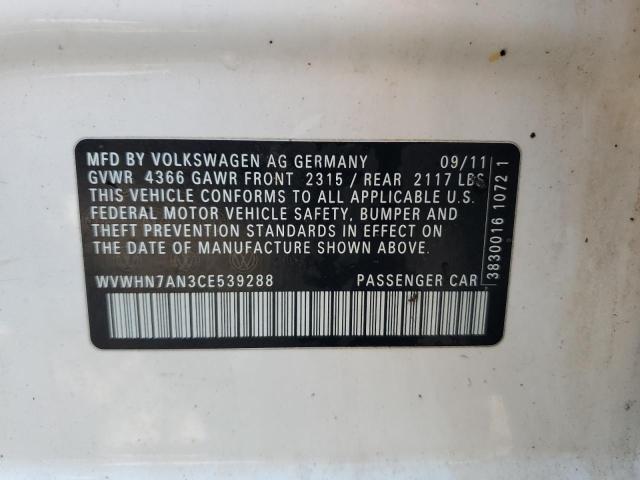 MFD BY VOLKSWAGEN AG GERMANY 09/11
GVWR 4366 GAWR FRONT 2315 / REAR 2117 LBS
THIS VEHICLE CONFORMS TO ALL APPLICABLE U.S.
FEDERAL MOTOR VEHICLE SAFETY, BUMPER AND
THEFT PREVENTION STANDARDS IN EFFECT ON
THE DATE OF MANUFACTURE SHOWN ABOVE.
WVWHN7AN3CE539288 PASSENGER CAR
3830016 1072 1